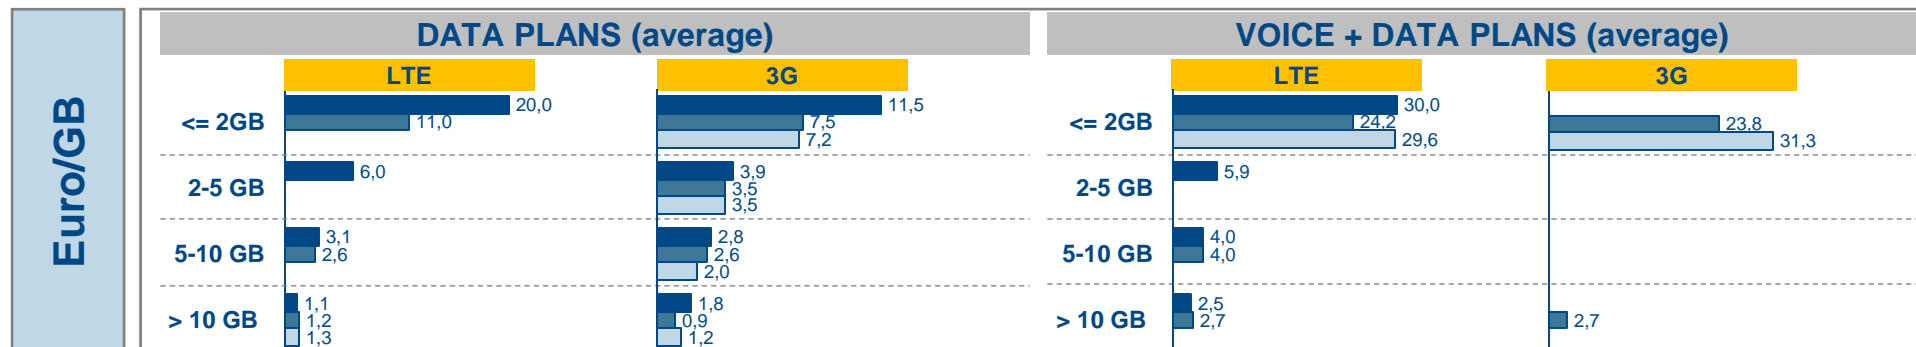 Euro/GB
DATA PLANS (average)
VOICE + DATA PLANS (average)
LTE
3G
LTE
3G
<= 2GB
20,0
11,0
11,5
7,5
7,2
<= 2GB
30,0
24,2
29,6
23,8
31,3
2-5 GB
6,0
3,9
3,5
3,5
2-5 GB
5,9
5-10 GB
3,1
2,6
2,8
2,6
2,0
5-10 GB
4,0
4,0
> 10 GB
1,1
1,2
1,3
1,8
0,9
1,2
> 10 GB
2,5
2,7
2,7